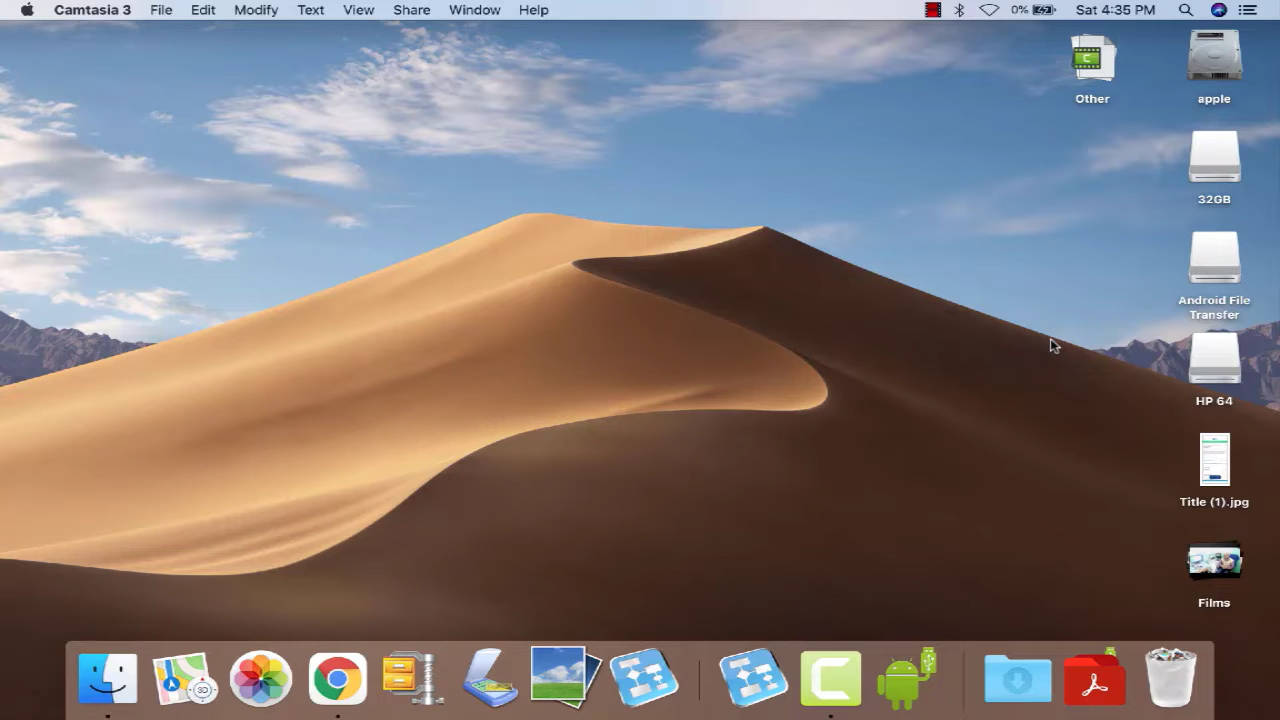 Camtasia 3 File Edit Modify Text View Share Window Help 0% Sat 4:35 PM
Other
apple
32GB
Android File
Transfer
HP 64
Title (1).jpg
Films
3D
C